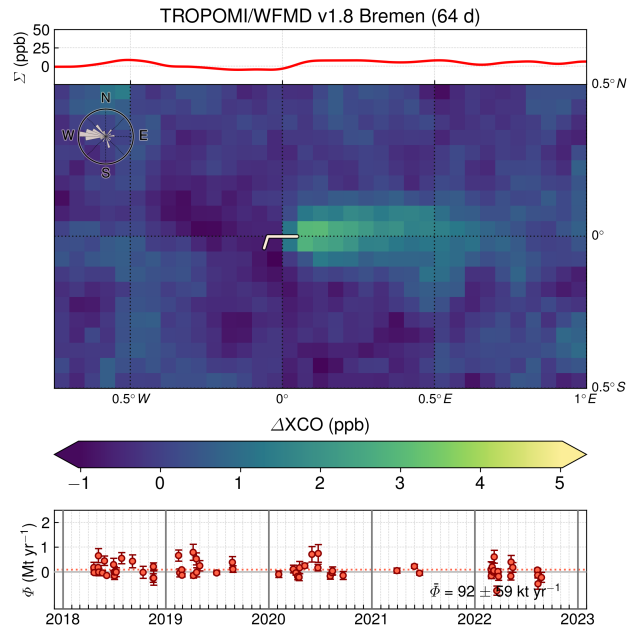 TROPOMI/WFMD v1.8 Bremen (64 d)
50
25
0
Σ (ppb)
0.5°N
N
W E
S
0°
0.5°S
0.5°W 0° 0.5°E 1°E
ΔXCO (ppb)
−1 0 1 2 3 4 5
2
1
0
Φ (Mt yr⁻¹)
Φ̄ = 92 ± 69 kt yr⁻¹
2018 2019 2020 2021 2022 2023